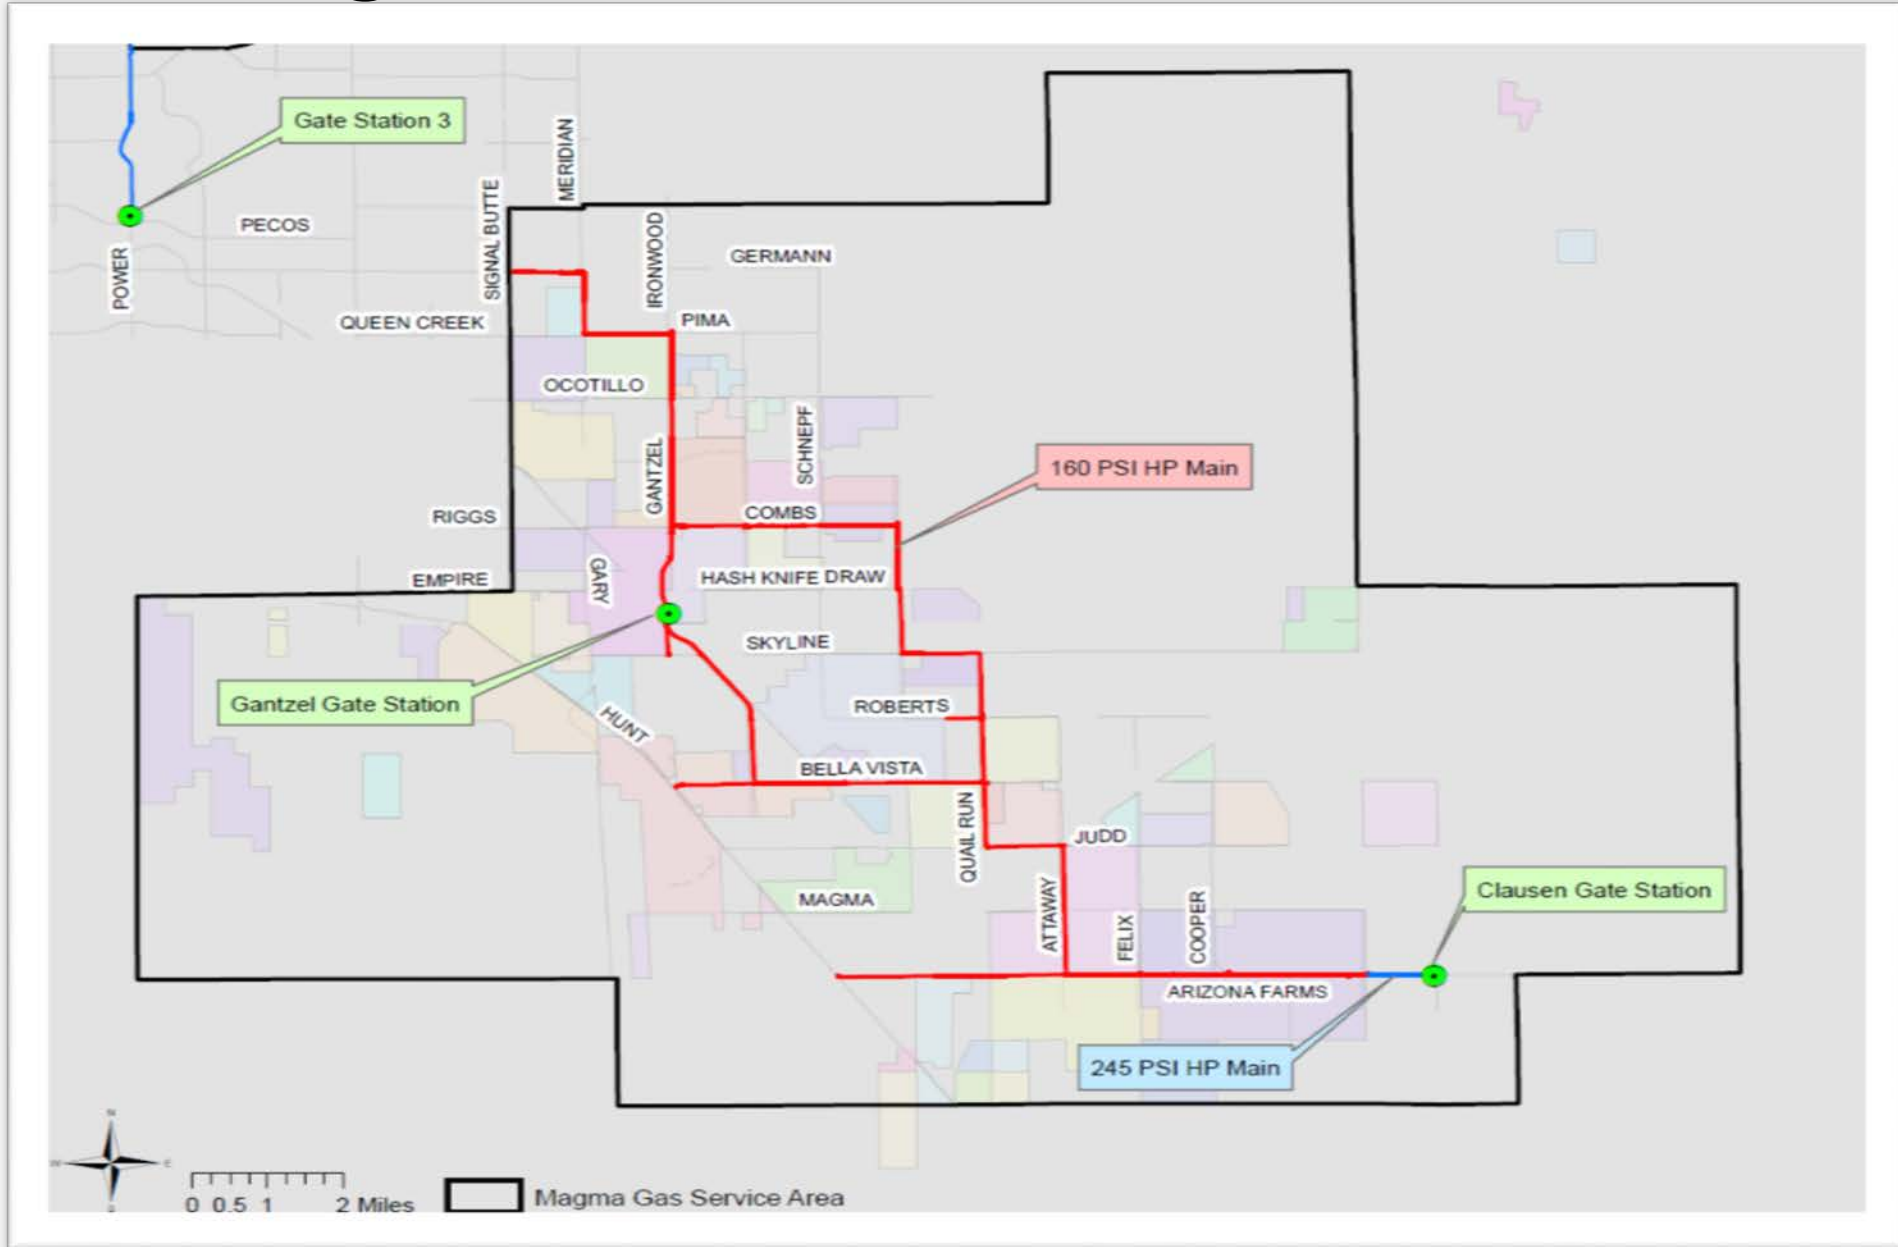 Gate Station 3
MERIDIAN
SIGNAL BUTTE
PECOS
IRONWOOD
POWER
GERMANN
QUEEN CREEK
PIMA
OCOTILLO
SCHNEPF
GANTZEL
160 PSI HP Main
RIGGS
COMBS
EMPIRE
GARY
HASH KNIFE DRAW
SKYLINE
Gantzel Gate Station
HUNT
ROBERTS
BELLA VISTA
QUAIL RUN
JUDD
MAGMA
ATTAWAY
FELIX
COOPER
Clausen Gate Station
ARIZONA FARMS
245 PSI HP Main
N
W E
S
0 0.5 1 2 Miles
Magma Gas Service Area